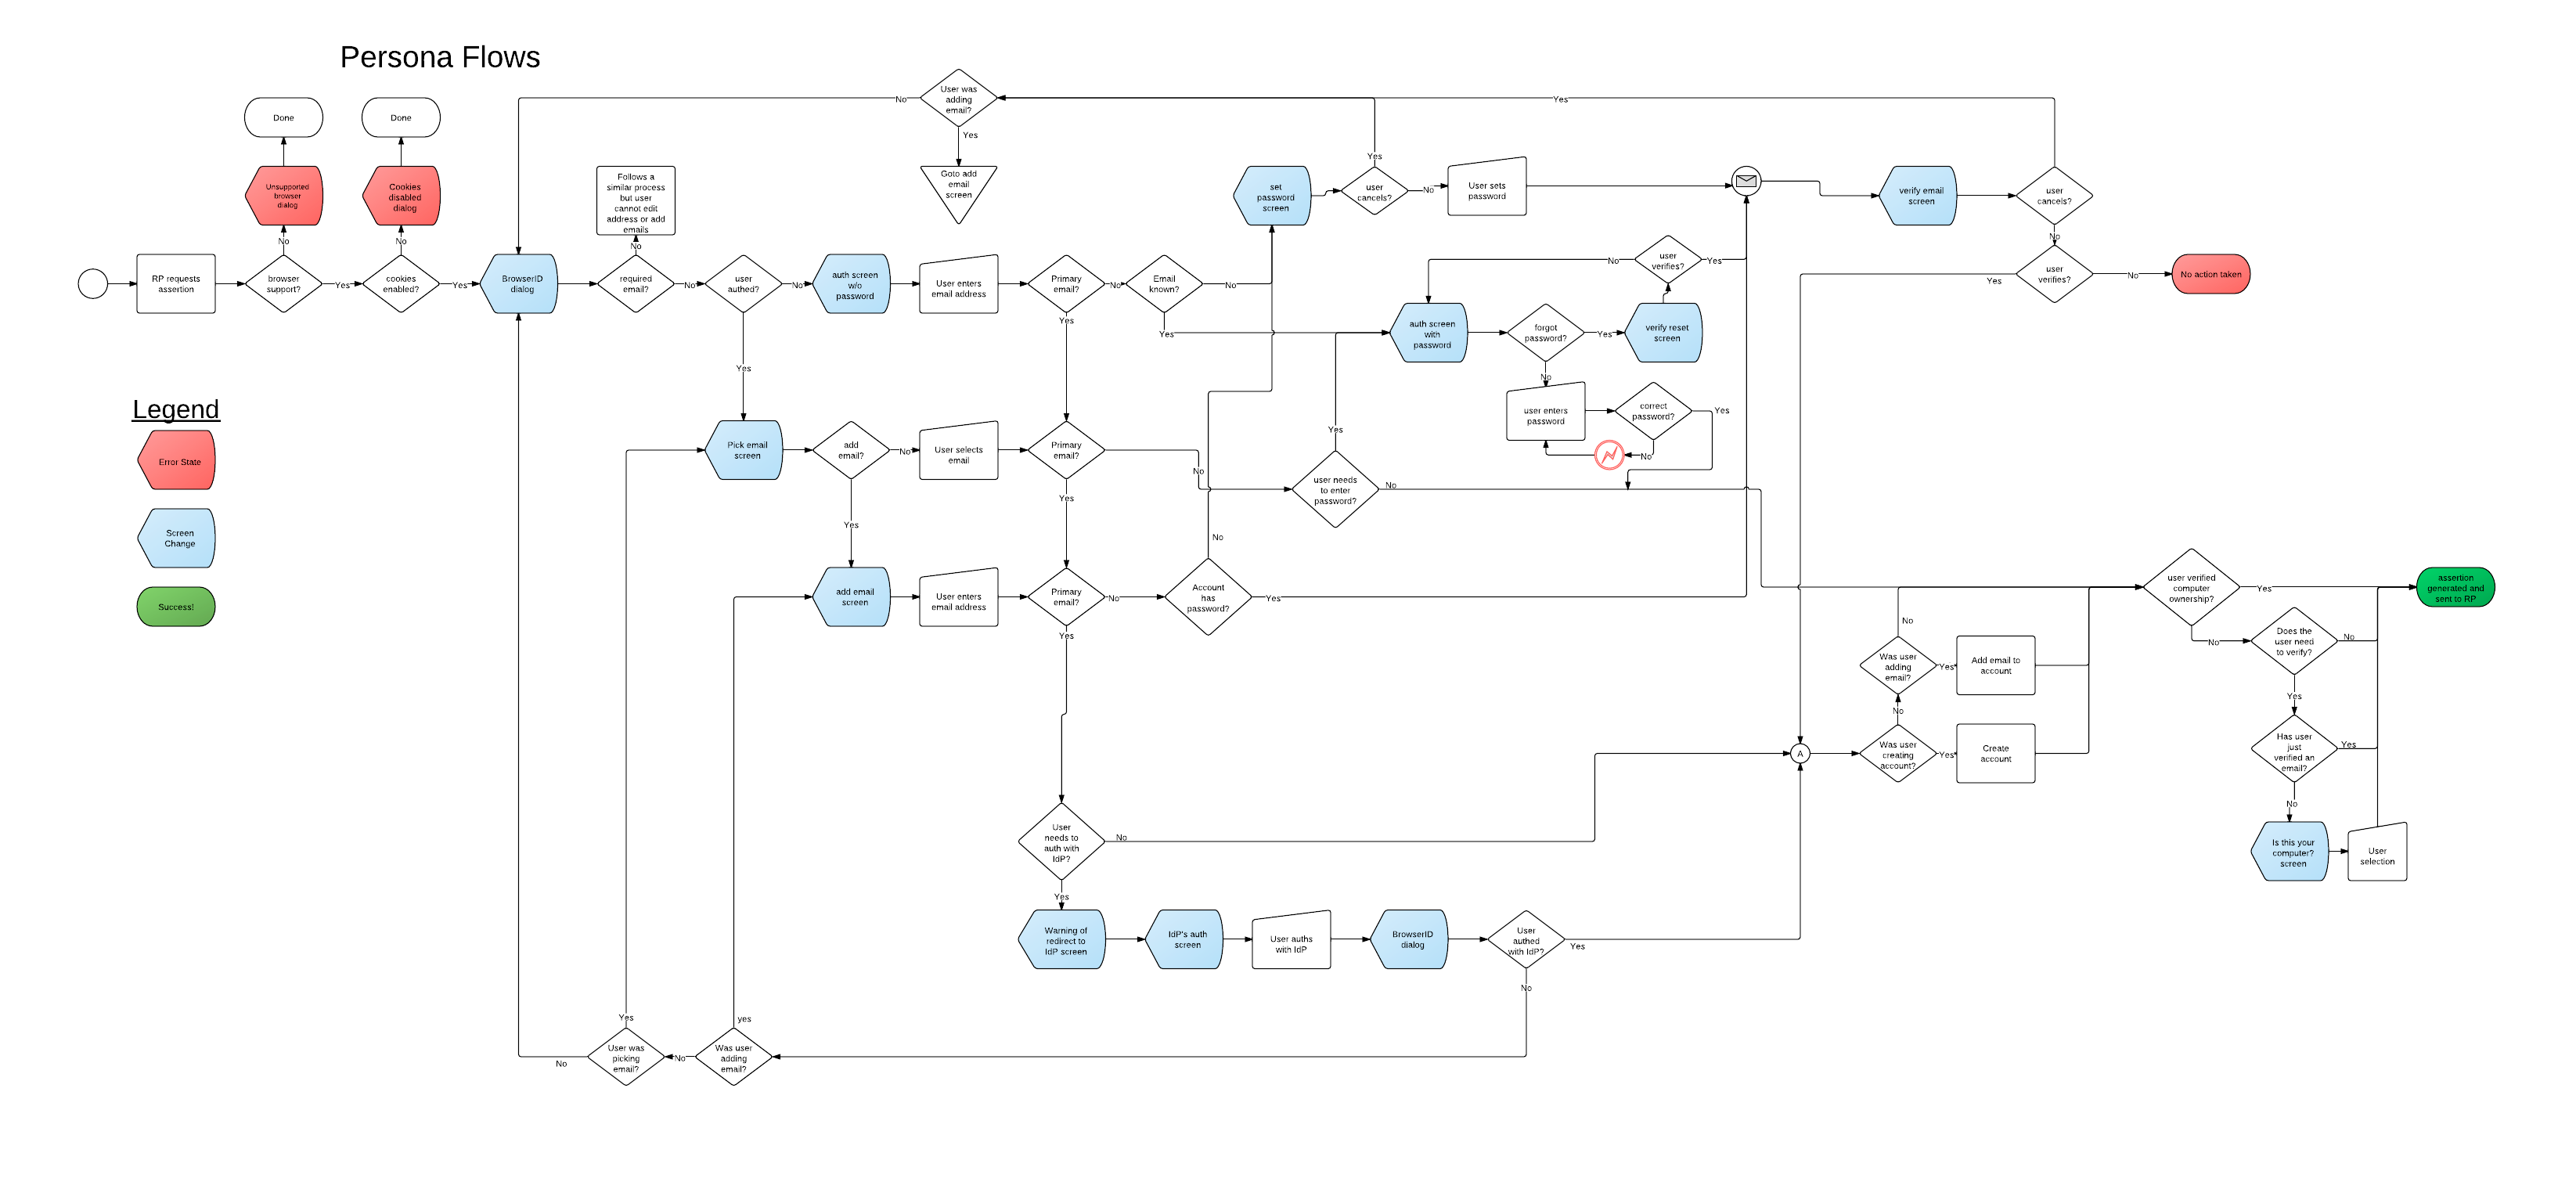 Persona Flows
Done
Done
Unsupported
browser
dialog
Cookies
disabled
dialog
No
No
RP requests
assertion
browser
support?
Yes
cookies
enabled?
Yes
BrowserID
dialog
Follows a
similar process
but user
cannot edit
address or add
emails
No
required
email?
No
user
authed?
No
Yes
auth screen
w/o
password
User enters
email address
Primary
email?
No
Yes
Email
known?
No
Yes
User was
adding
email?
No
Yes
Goto add
email
screen
set
password
screen
user
cancels?
Yes
No
User sets
password
verify email
screen
user
cancels?
Yes
No
user
verifies?
Yes
No
No action taken
user
verifies?
No
Yes
auth screen
with
password
forgot
password?
Yes
No
verify reset
screen
user enters
password
correct
password?
Yes
No
Legend
Error State
Screen
Change
Success!
Pick email
screen
add
email?
No
Yes
User selects
email
Primary
email?
No
Yes
user needs
to enter
password?
Yes
No
add email
screen
User enters
email address
Primary
email?
No
Yes
Account
has
password?
No
Yes
user verified
computer
ownership?
Yes
No
assertion
generated and
sent to RP
Does the
user need
to verify?
No
Yes
Was user
adding
email?
No
Yes
Add email to
account
A
Was user
creating
account?
No
Yes
Create
account
Has user
just
verified an
email?
Yes
No
Is this your
computer?
screen
User
selection
User
needs to
auth with
IdP?
No
Yes
Warning of
redirect to
IdP screen
IdP's auth
screen
User auths
with IdP
BrowserID
dialog
User
authed
with IdP?
Yes
No
User was
picking
email?
Yes
No
Was user
adding
email?
yes
No